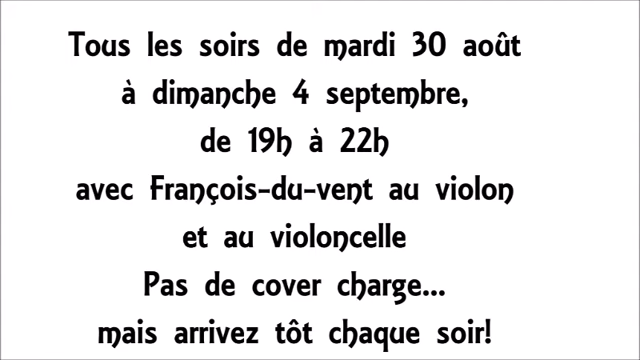 Tous les soirs de mardi 30 août
à dimanche 4 septembre,
de 19h à 22h
avec François-du-vent au violon
et au violoncelle
Pas de cover charge...
mais arrivez tôt chaque soir!